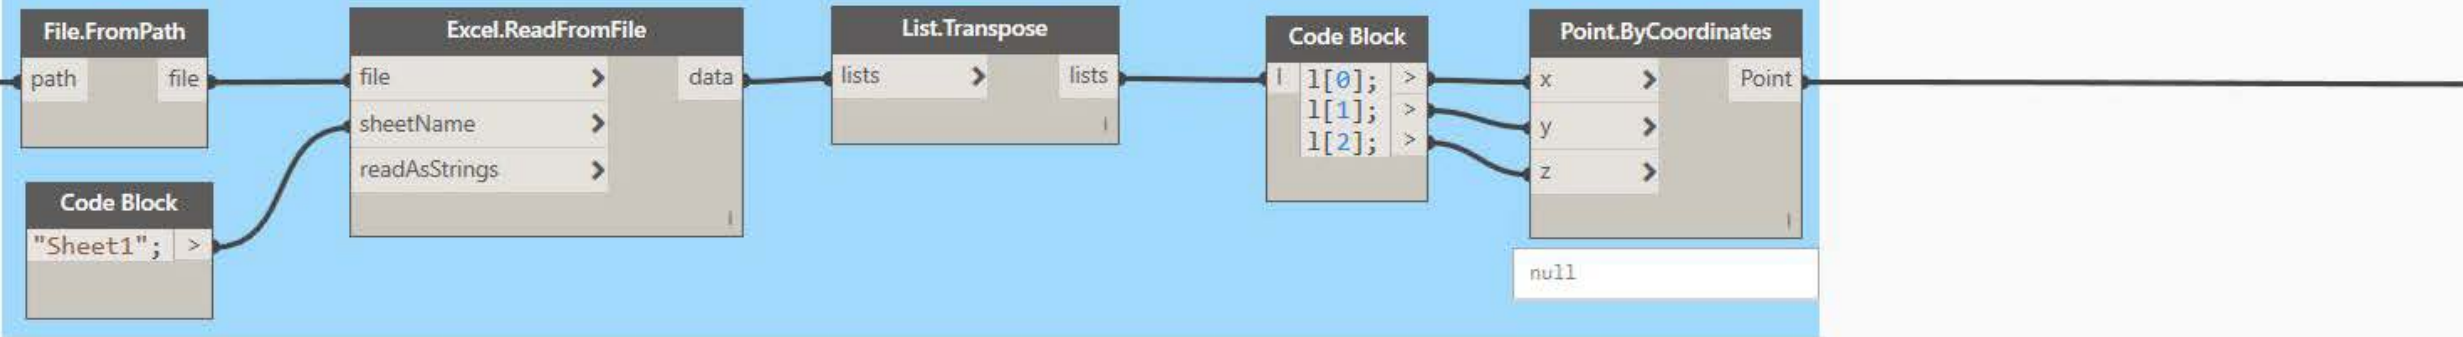 File.FromPath
path
file
Code Block
"Sheet1";
>
Excel.ReadFromFile
file
>
data
sheetName
>
readAsStrings
>
List.Transpose
lists
>
lists
Code Block
l
l[0];
>
l[1];
>
l[2];
>
Point.ByCoordinates
x
>
Point
y
>
z
>
null